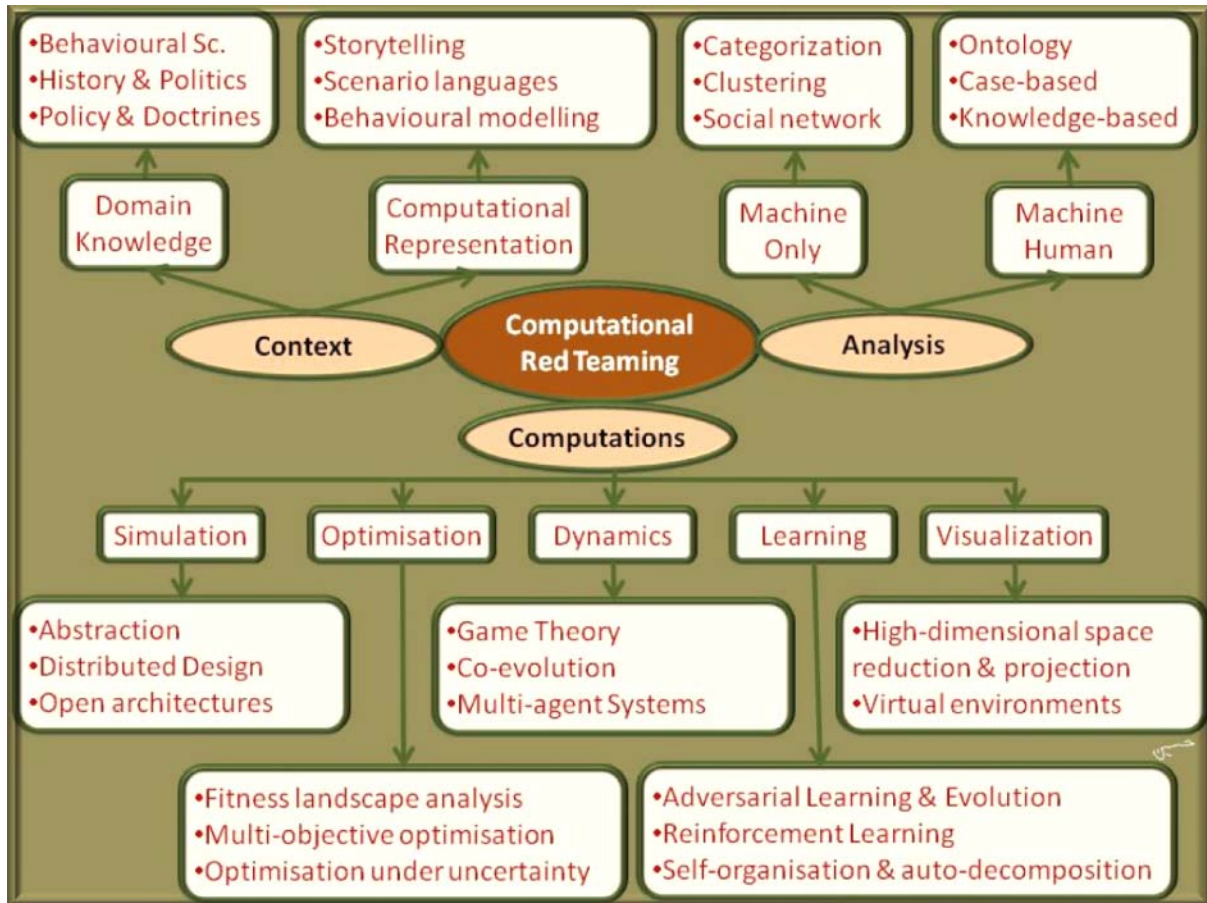 •Behavioural Sc.
•History & Politics
•Policy & Doctrines
•Storytelling
•Scenario languages
•Behavioural modelling
•Categorization
•Clustering
•Social network
•Ontology
•Case-based
•Knowledge-based
Domain
Knowledge
Computational
Representation
Machine
Only
Machine
Human
Context
Computational
Red Teaming
Analysis
Computations
Simulation
Optimisation
Dynamics
Learning
Visualization
•Abstraction
•Distributed Design
•Open architectures
•Game Theory
•Co-evolution
•Multi-agent Systems
•High-dimensional space
reduction & projection
•Virtual environments
•Fitness landscape analysis
•Multi-objective optimisation
•Optimisation under uncertainty
•Adversarial Learning & Evolution
•Reinforcement Learning
•Self-organisation & auto-decomposition